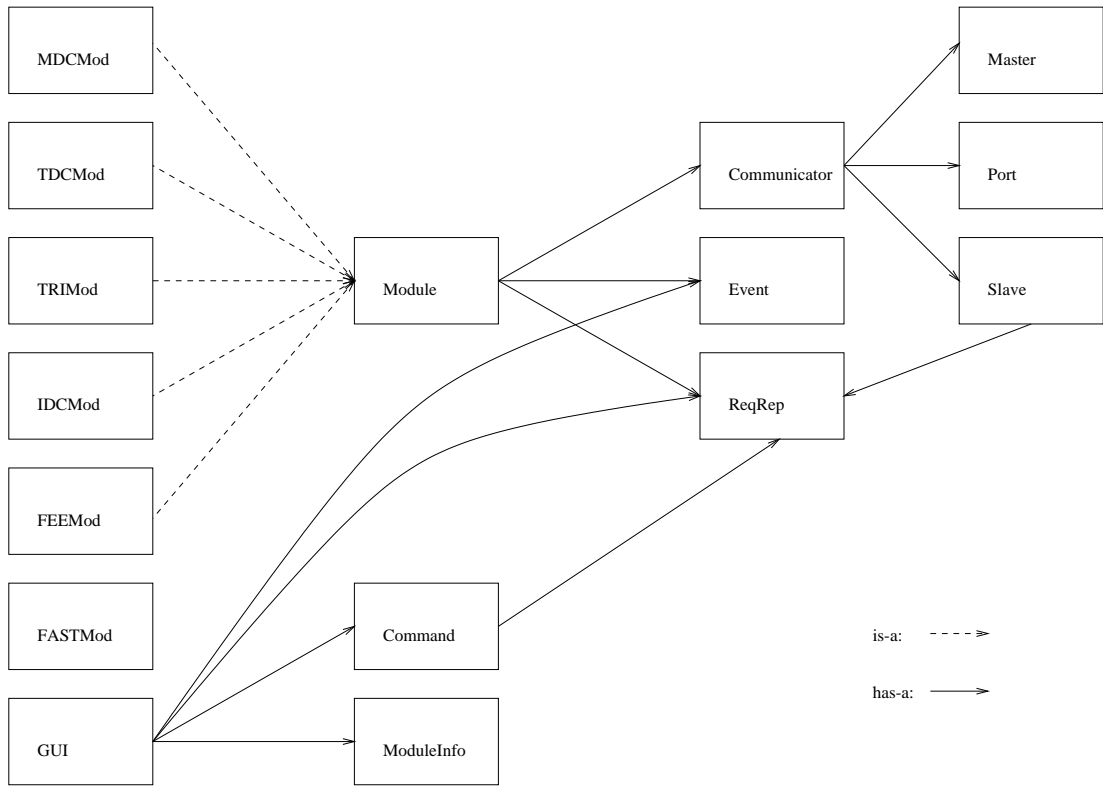 MDCMod
Master
TDCMod
Communicator
Port
TRIMod
Module
Event
Slave
IDCMod
ReqRep
FEEMod
FASTMod
Command
is-a:
has-a:
GUI
ModuleInfo